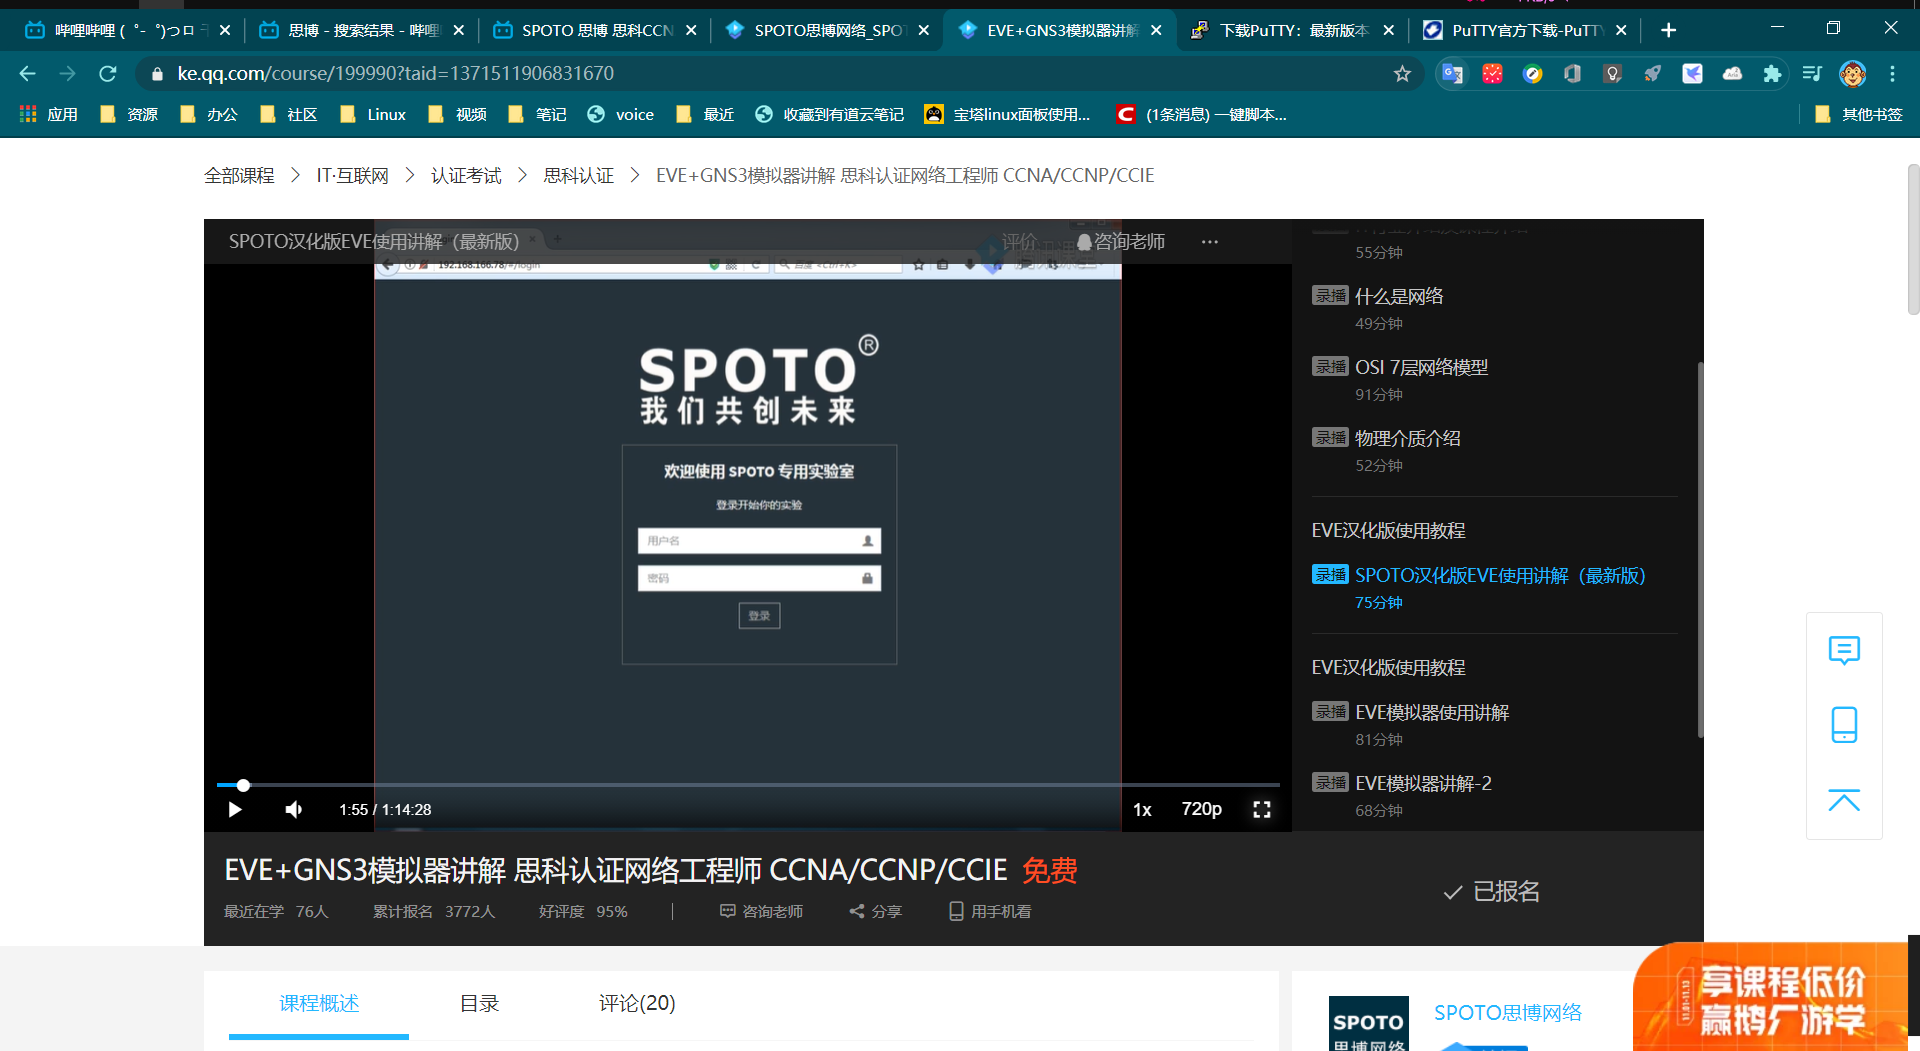 哔哩哔哩 (゜-゜)つロ 干
思博 - 搜索结果 - 哔哩
SPOTO 思博 思科CCN
SPOTO思博网络_SPOT
EVE+GNS3模拟器讲解
下载PuTTY: 最新版本
PuTTY官方下载-PuTTY
ke.qq.com/course/199990?taid=1371511906831670
应用
资源
办公
社区
Linux
视频
笔记
voice
最近
收藏到有道云笔记
宝塔linux面板使用...
(1条消息) 一键脚本...
其他书签
全部课程 > IT·互联网 > 认证考试 > 思科认证 > EVE+GNS3模拟器讲解 思科认证网络工程师 CCNA/CCNP/CCIE
SPOTO汉化版EVE使用讲解（最新版）
评价
咨询老师
192.168.166.78/#/login
百度 <Ctrl+K>
SPOTO®
我们共创未来
欢迎使用 SPOTO 专用实验室
登录开始你的实验
用户名
密码
登录
1:55 / 1:14:28
1x
720p
55分钟
录播 什么是网络
49分钟
录播 OSI 7层网络模型
91分钟
录播 物理介质介绍
52分钟
EVE汉化版使用教程
录播 SPOTO汉化版EVE使用讲解（最新版）
75分钟
EVE汉化版使用教程
录播 EVE模拟器使用讲解
81分钟
录播 EVE模拟器讲解-2
68分钟
EVE+GNS3模拟器讲解 思科认证网络工程师 CCNA/CCNP/CCIE 免费
最近在学 76人
累计报名 3772人
好评度 95%
咨询老师
分享
用手机看
已报名
课程概述
目录
评论(20)
SPOTO
思博网络
SPOTO思博网络
11.01-11.13
享课程低价
赢鹅厂游学